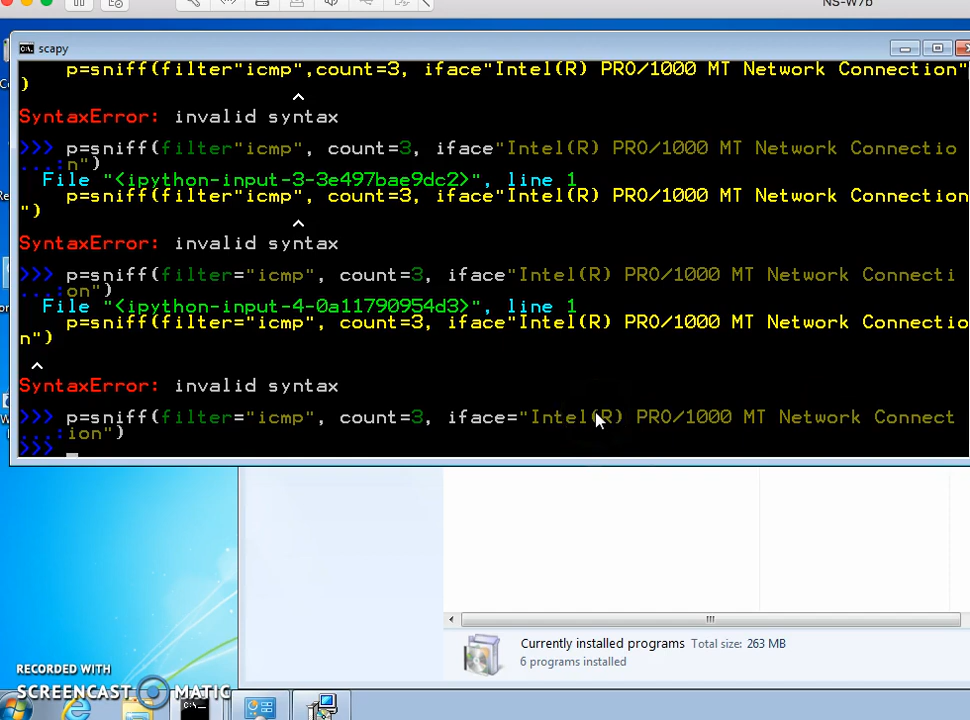 NS-W7b
scapy
p=sniff(filter"icmp",count=3, iface"Intel(R) PRO/1000 MT Network Connection"
)
^
SyntaxError: invalid syntax
>>> p=sniff(filter"icmp", count=3, iface"Intel(R) PRO/1000 MT Network Connectio
...:n")
File "<ipython-input-3-3e497bae9dc2>", line 1
p=sniff(filter"icmp", count=3, iface"Intel(R) PRO/1000 MT Network Connection
")
^
SyntaxError: invalid syntax
>>> p=sniff(filter="icmp", count=3, iface"Intel(R) PRO/1000 MT Network Connecti
...:on")
File "<ipython-input-4-0a11790954d3>", line 1
p=sniff(filter="icmp", count=3, iface"Intel(R) PRO/1000 MT Network Connectio
n")
^
SyntaxError: invalid syntax
>>> p=sniff(filter="icmp", count=3, iface="Intel(R) PRO/1000 MT Network Connect
...:ion")
>>>
Currently installed programs Total size: 263 MB
6 programs installed
RECORDED WITH
SCREENCAST MATIC